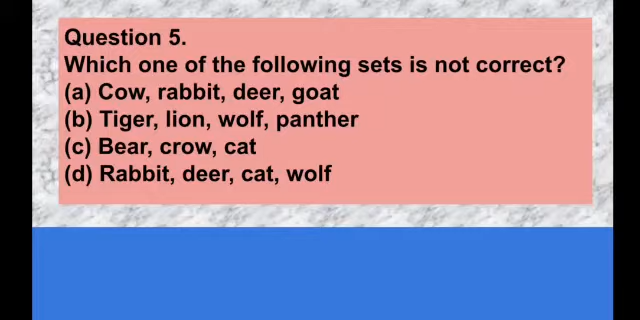 Question 5.
Which one of the following sets is not correct?
(a) Cow, rabbit, deer, goat
(b) Tiger, lion, wolf, panther
(c) Bear, crow, cat
(d) Rabbit, deer, cat, wolf